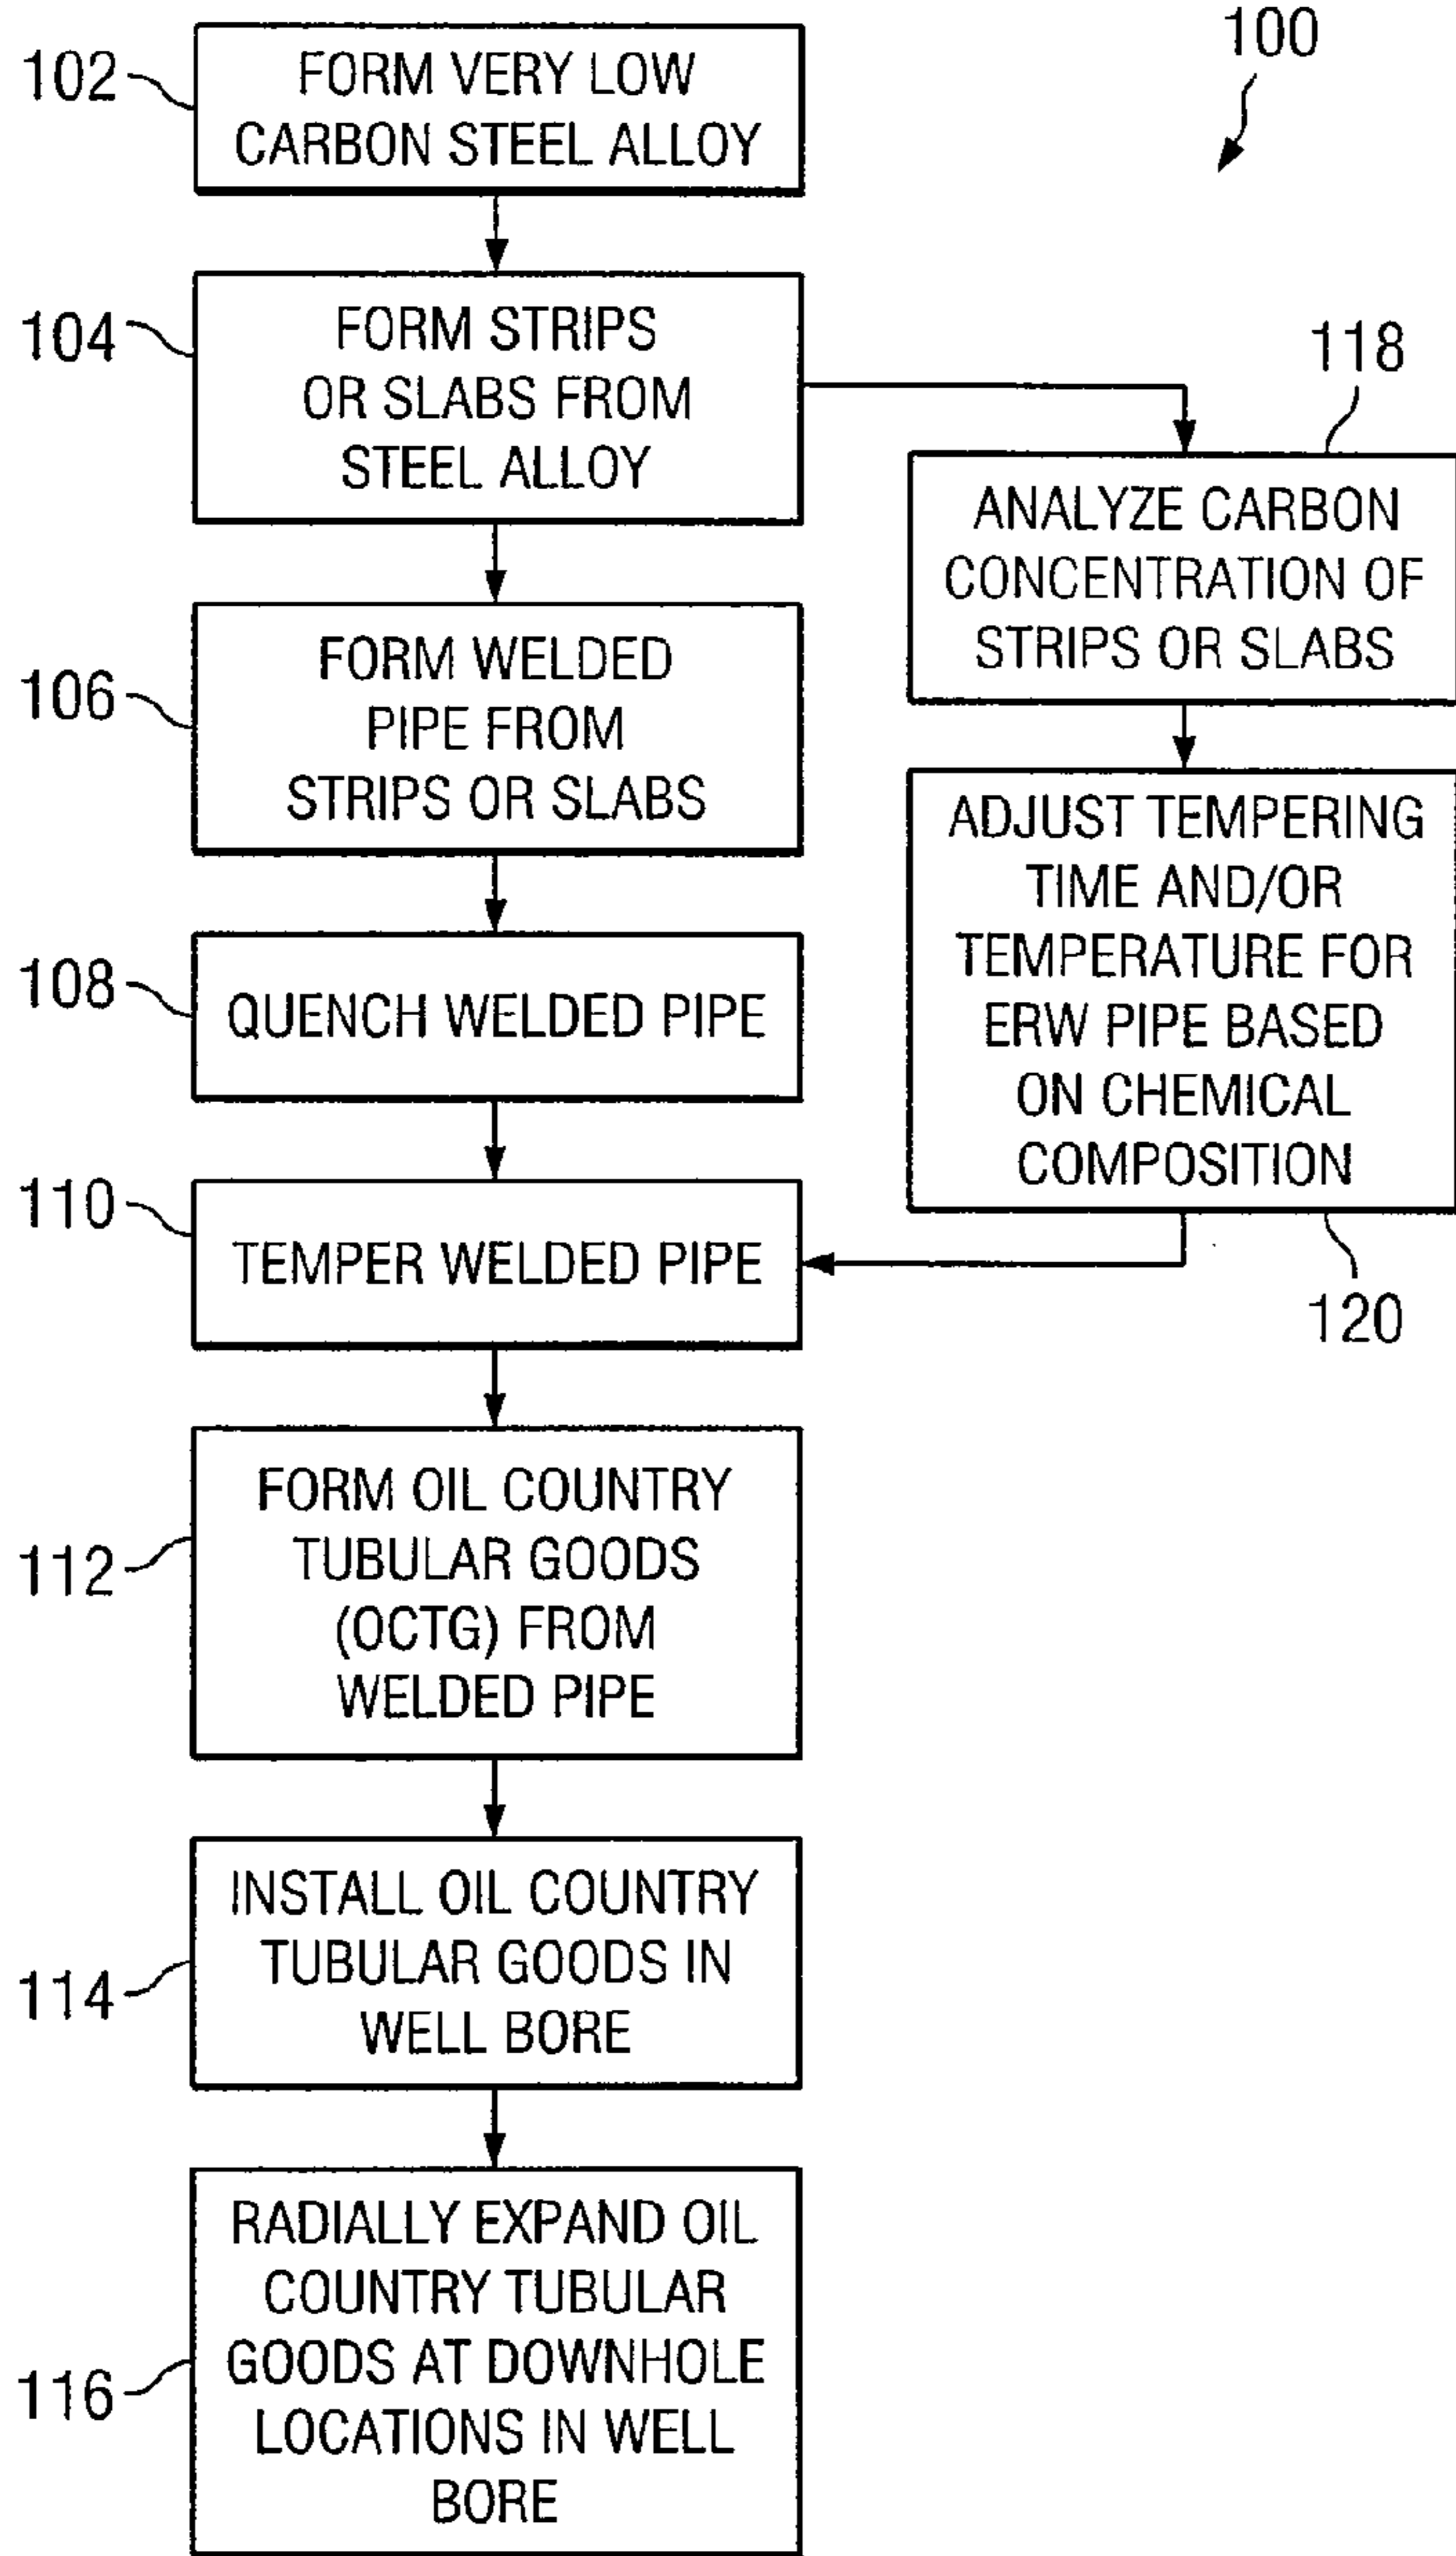 100
102
FORM VERY LOW
CARBON STEEL ALLOY
104
FORM STRIPS
OR SLABS FROM
STEEL ALLOY
118
ANALYZE CARBON
CONCENTRATION OF
STRIPS OR SLABS
106
FORM WELDED
PIPE FROM
STRIPS OR SLABS
ADJUST TEMPERING
TIME AND/OR
TEMPERATURE FOR
ERW PIPE BASED
ON CHEMICAL
COMPOSITION
120
108
QUENCH WELDED PIPE
110
TEMPER WELDED PIPE
112
FORM OIL COUNTRY
TUBULAR GOODS
(OCTG) FROM
WELDED PIPE
114
INSTALL OIL COUNTRY
TUBULAR GOODS IN
WELL BORE
116
RADIALLY EXPAND OIL
COUNTRY TUBULAR
GOODS AT DOWNHOLE
LOCATIONS IN WELL
BORE